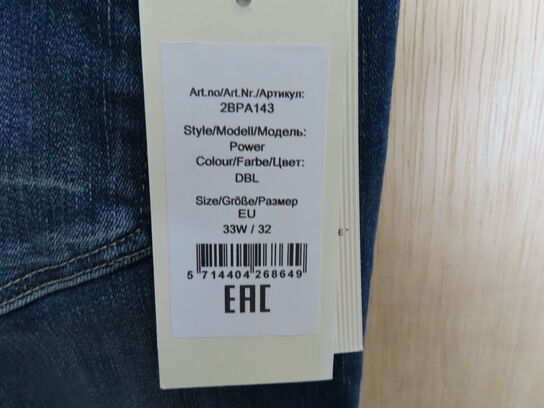 Art.no/Art.Nr./Артикул:
2BPA143
Style/Modell/Модель:
Power
Colour/Farbe/Цвет:
DBL
Size/Größe/Размер
EU
33W / 32
5 714404 268649
EAC